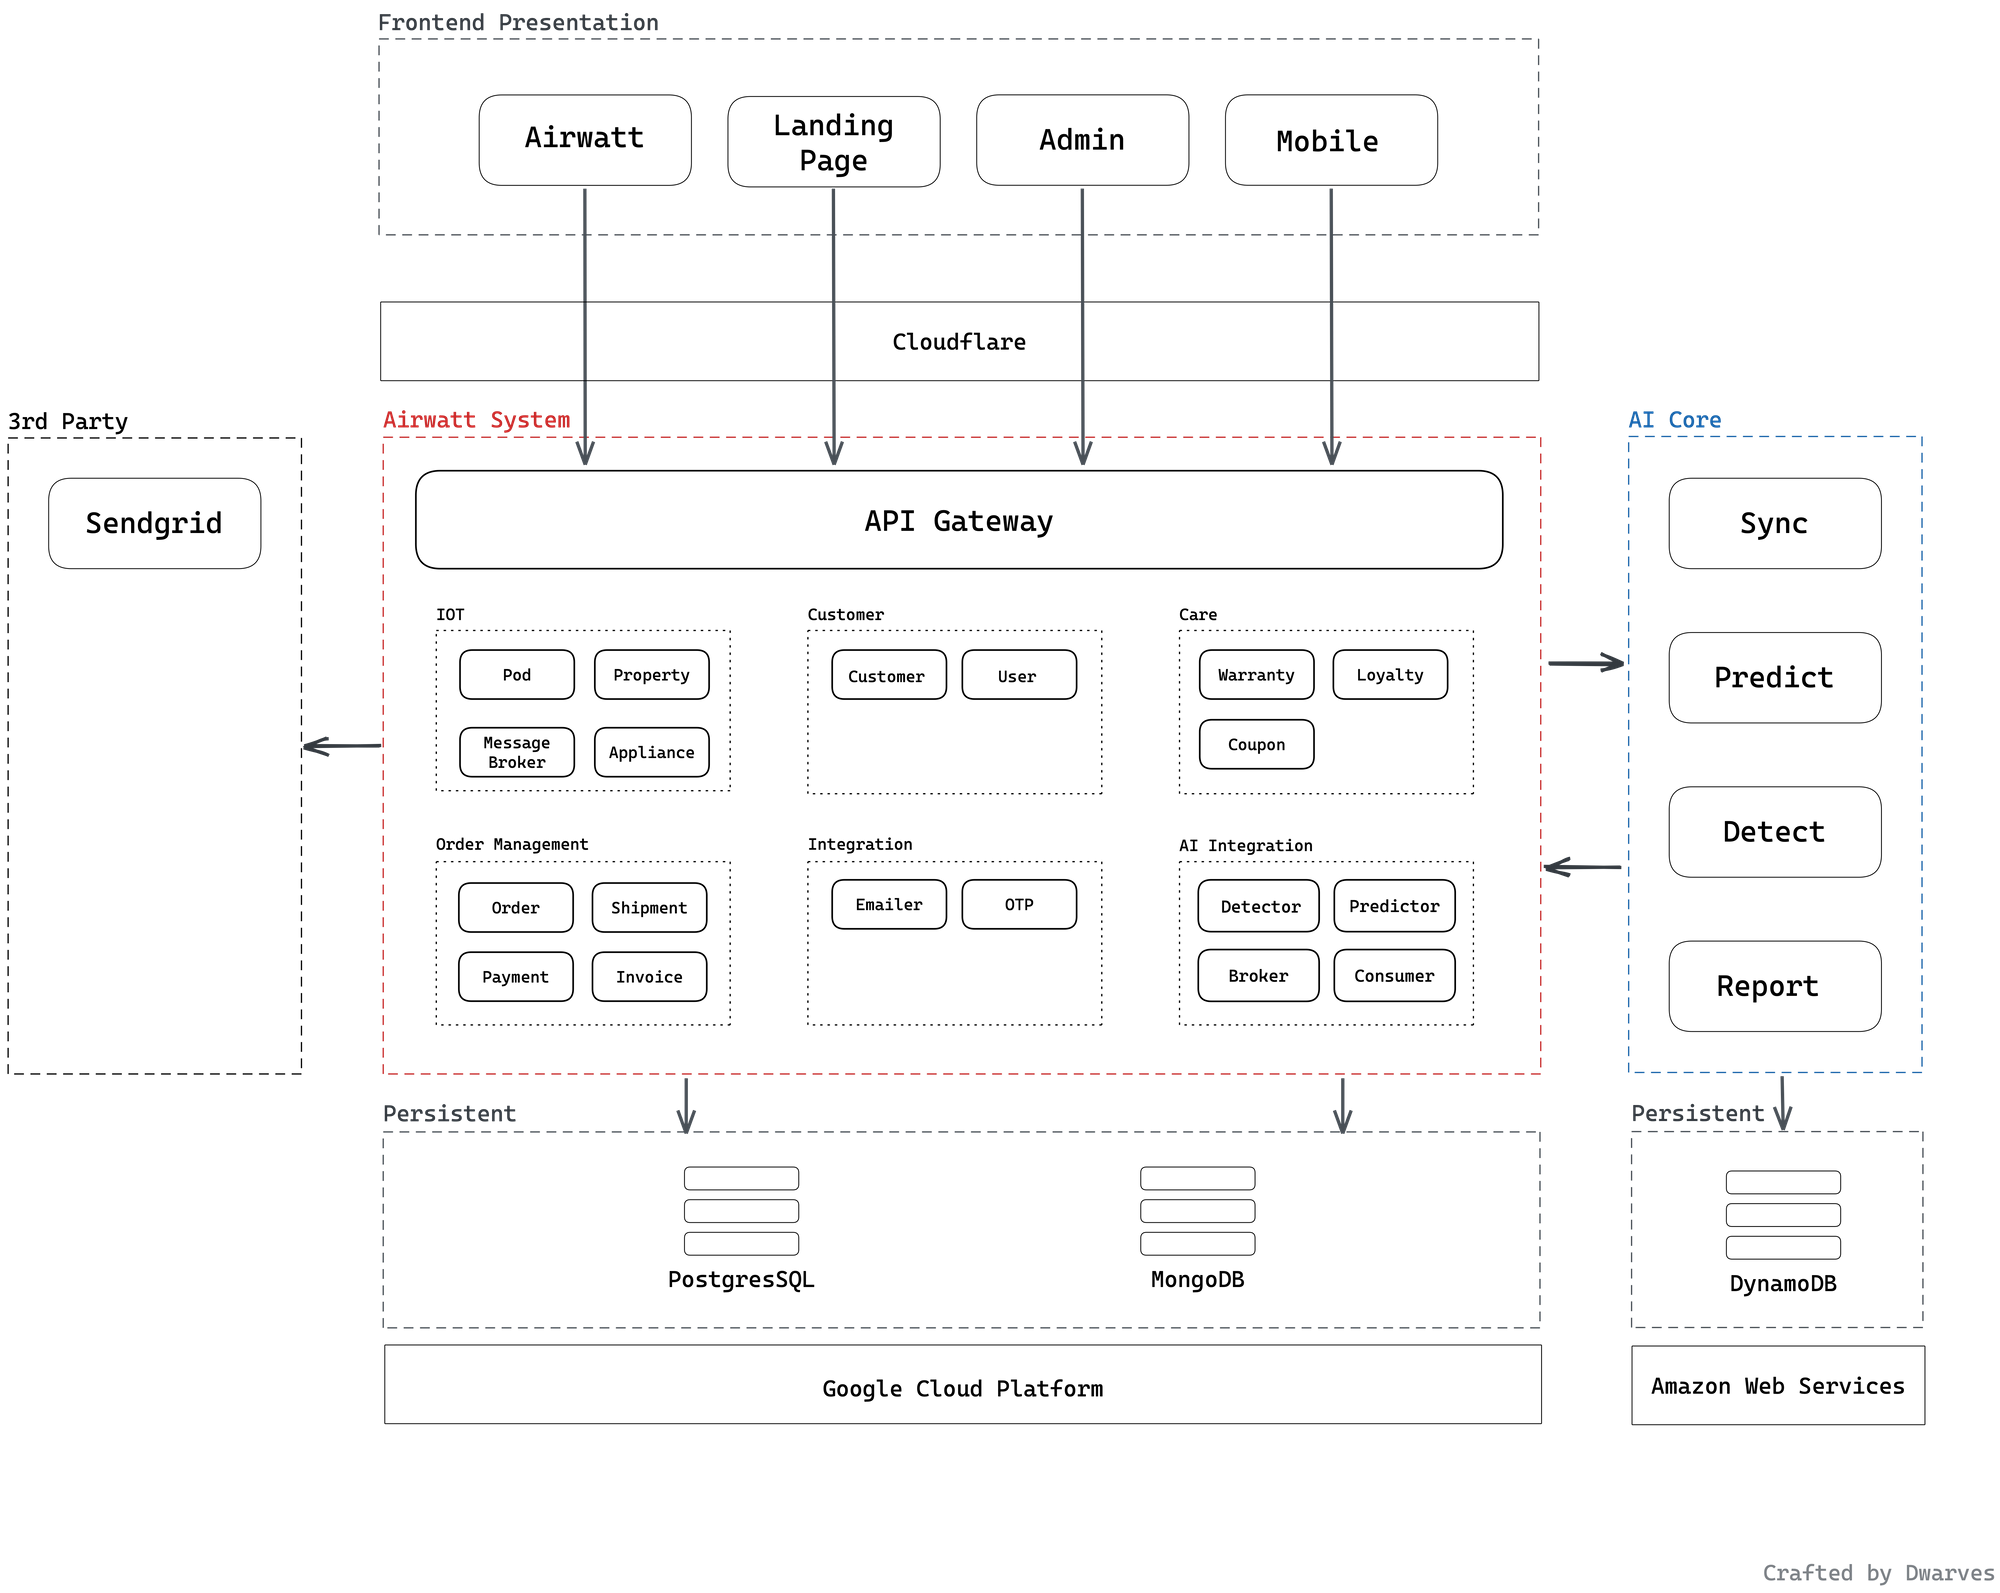 Frontend Presentation
Airwatt
Landing
Page
Admin
Mobile
Cloudflare
3rd Party
Sendgrid
Airwatt System
API Gateway
IOT
Pod
Property
Message
Broker
Appliance
Customer
Customer
User
Care
Warranty
Loyalty
Coupon
Order Management
Order
Shipment
Payment
Invoice
Integration
Emailer
OTP
AI Integration
Detector
Predictor
Broker
Consumer
AI Core
Sync
Predict
Detect
Report
Persistent
PostgresSQL
MongoDB
Persistent
DynamoDB
Google Cloud Platform
Amazon Web Services
Crafted by Dwarves